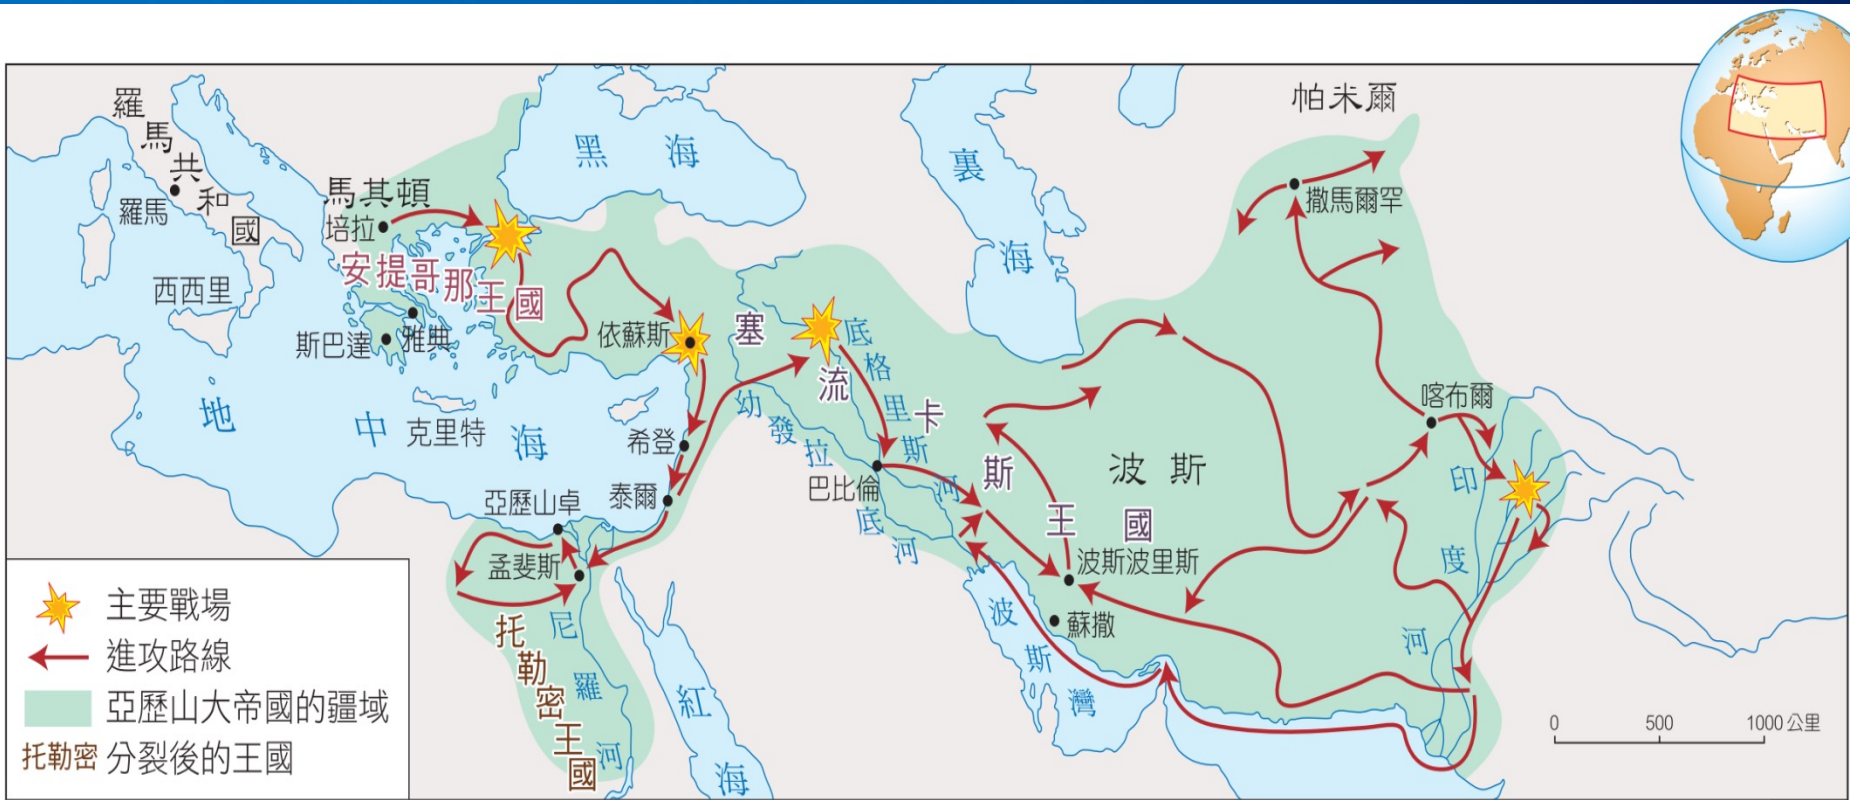 羅馬共和國
羅馬
西西里
馬其頓
培拉
安提哥那王國
斯巴達
雅典
克里特
地中海
黑海
裏海
帕米爾
撒馬爾罕
依蘇斯
塞流卡斯王國
底格里斯河
幼發拉底河
希登
泰爾
巴比倫
波斯
喀布爾
印度河
亞歷山卓
孟斐斯
托勒密王國
尼羅河
紅海
波斯波里斯
蘇撒
波斯灣
主要戰場
進攻路線
亞歷山大帝國的疆域
托勒密 分裂後的王國
0 500 1000公里